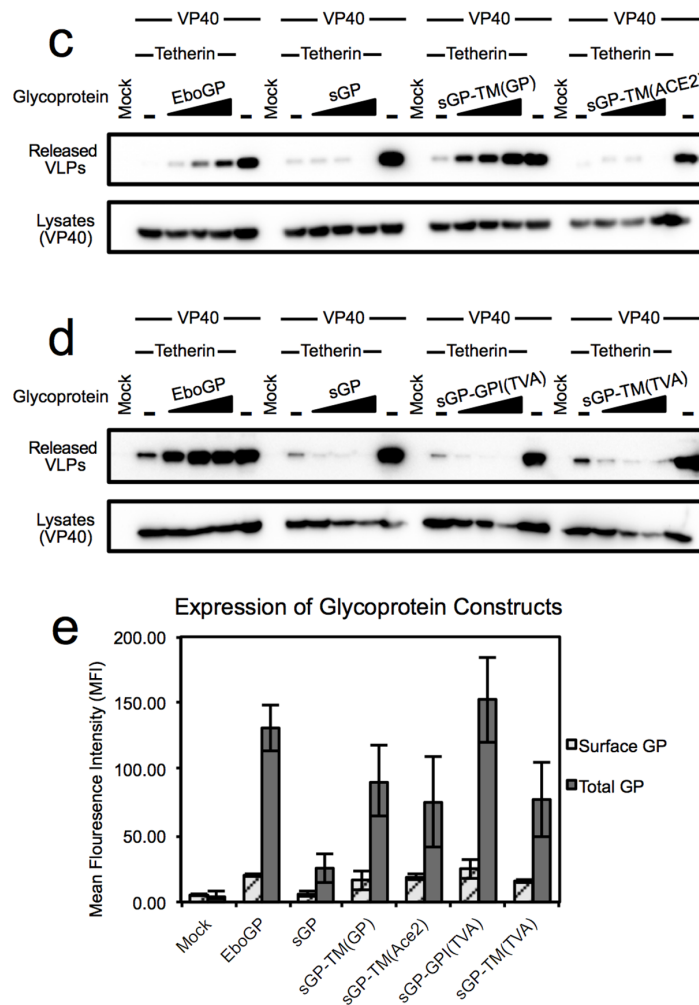 c
VP40 VP40 VP40 VP40
Tetherin Tetherin Tetherin Tetherin
Glycoprotein Mock - EboGP - Mock - sGP - Mock - sGP-TM(GP) - Mock - sGP-TM(ACE2) -
Released
VLPs
Lysates
(VP40)
d
VP40 VP40 VP40 VP40
Tetherin Tetherin Tetherin Tetherin
Glycoprotein Mock - EboGP - Mock - sGP - Mock - sGP-GPI(TVA) - Mock - sGP-TM(TVA) -
Released
VLPs
Lysates
(VP40)
e
Expression of Glycoprotein Constructs
Mean Flouresence Intensity (MFI)
200.00
150.00
100.00
50.00
0.00
Surface GP
Total GP
Mock
EboGP
sGP
sGP-TM(GP)
sGP-TM(Ace2)
sGP-GPI(TVA)
sGP-TM(TVA)